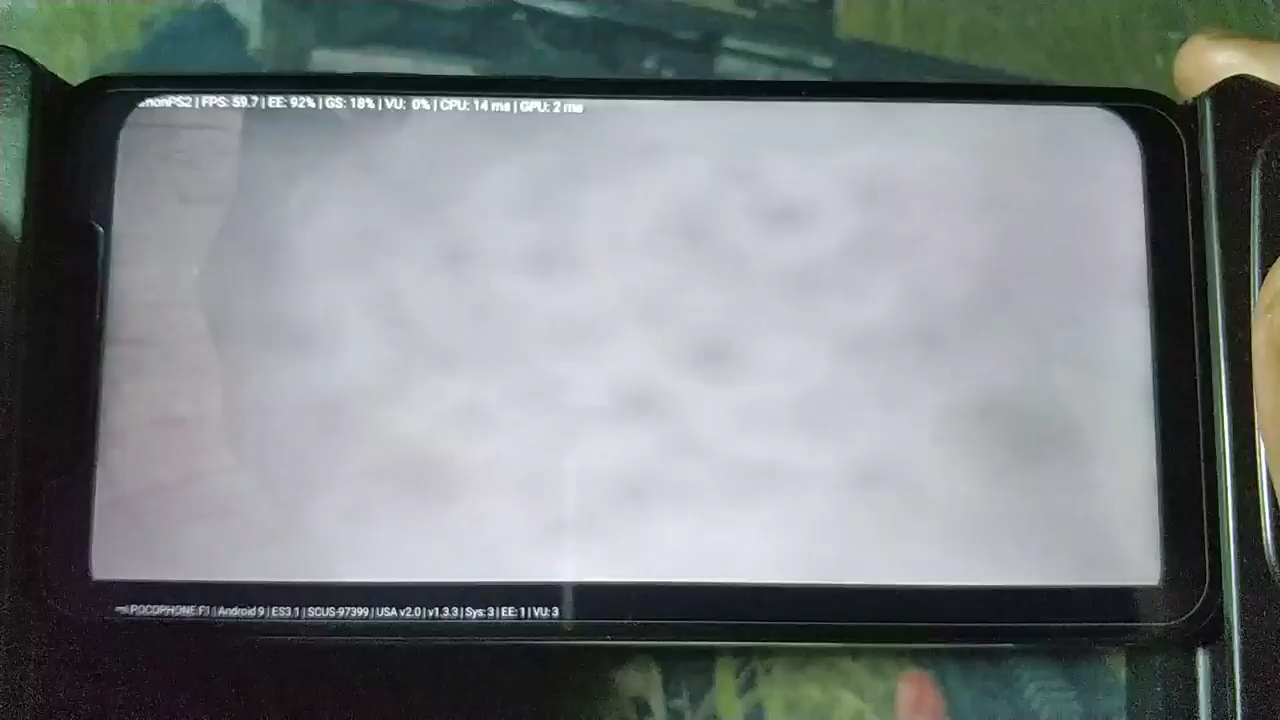 FPS: 59.7 | EE: 92% | GS: 18% | VU: 0% | CPU: 14 ms | GPU: 2 ms
POCOPHONE F1 | Android 9 | ES3.1 | SCUS-97399 | USA v2.0 | v1.3.3 | Sys: 3 | EE: 1 | VU: 3